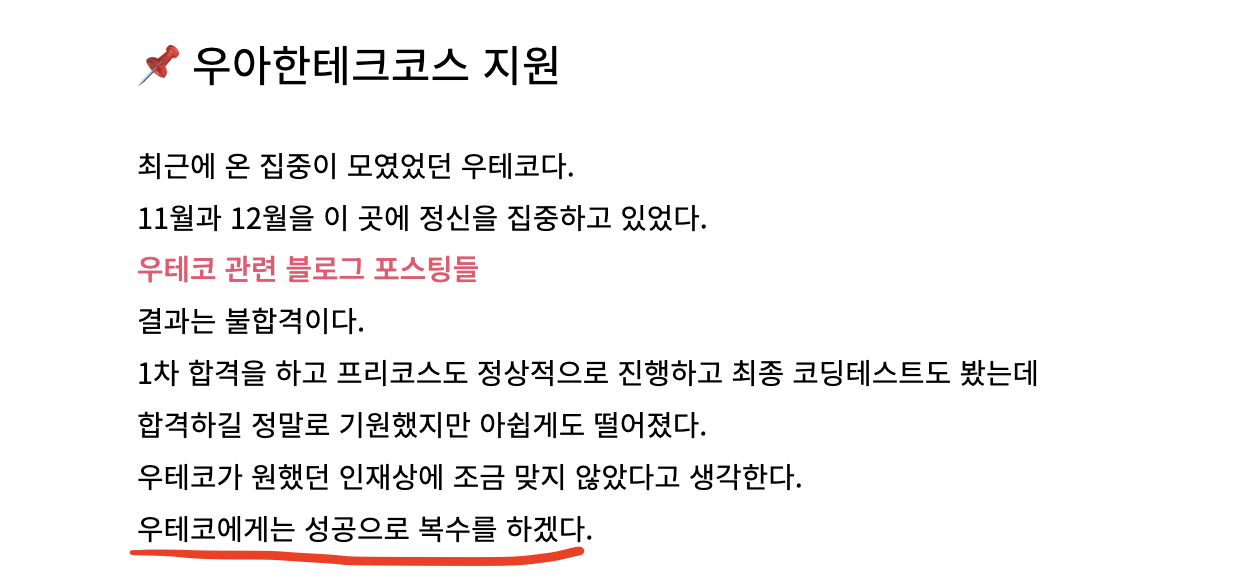 📌 우아한테크코스 지원
최근에 온 집중이 모였었던 우테코다.
11월과 12월을 이 곳에 정신을 집중하고 있었다.
우테코 관련 블로그 포스팅들
결과는 불합격이다.
1차 합격을 하고 프리코스도 정상적으로 진행하고 최종 코딩테스트도 봤는데
합격하길 정말로 기원했지만 아쉽게도 떨어졌다.
우테코가 원했던 인재상에 조금 맞지 않았다고 생각한다.
우테코에게는 성공으로 복수를 하겠다.